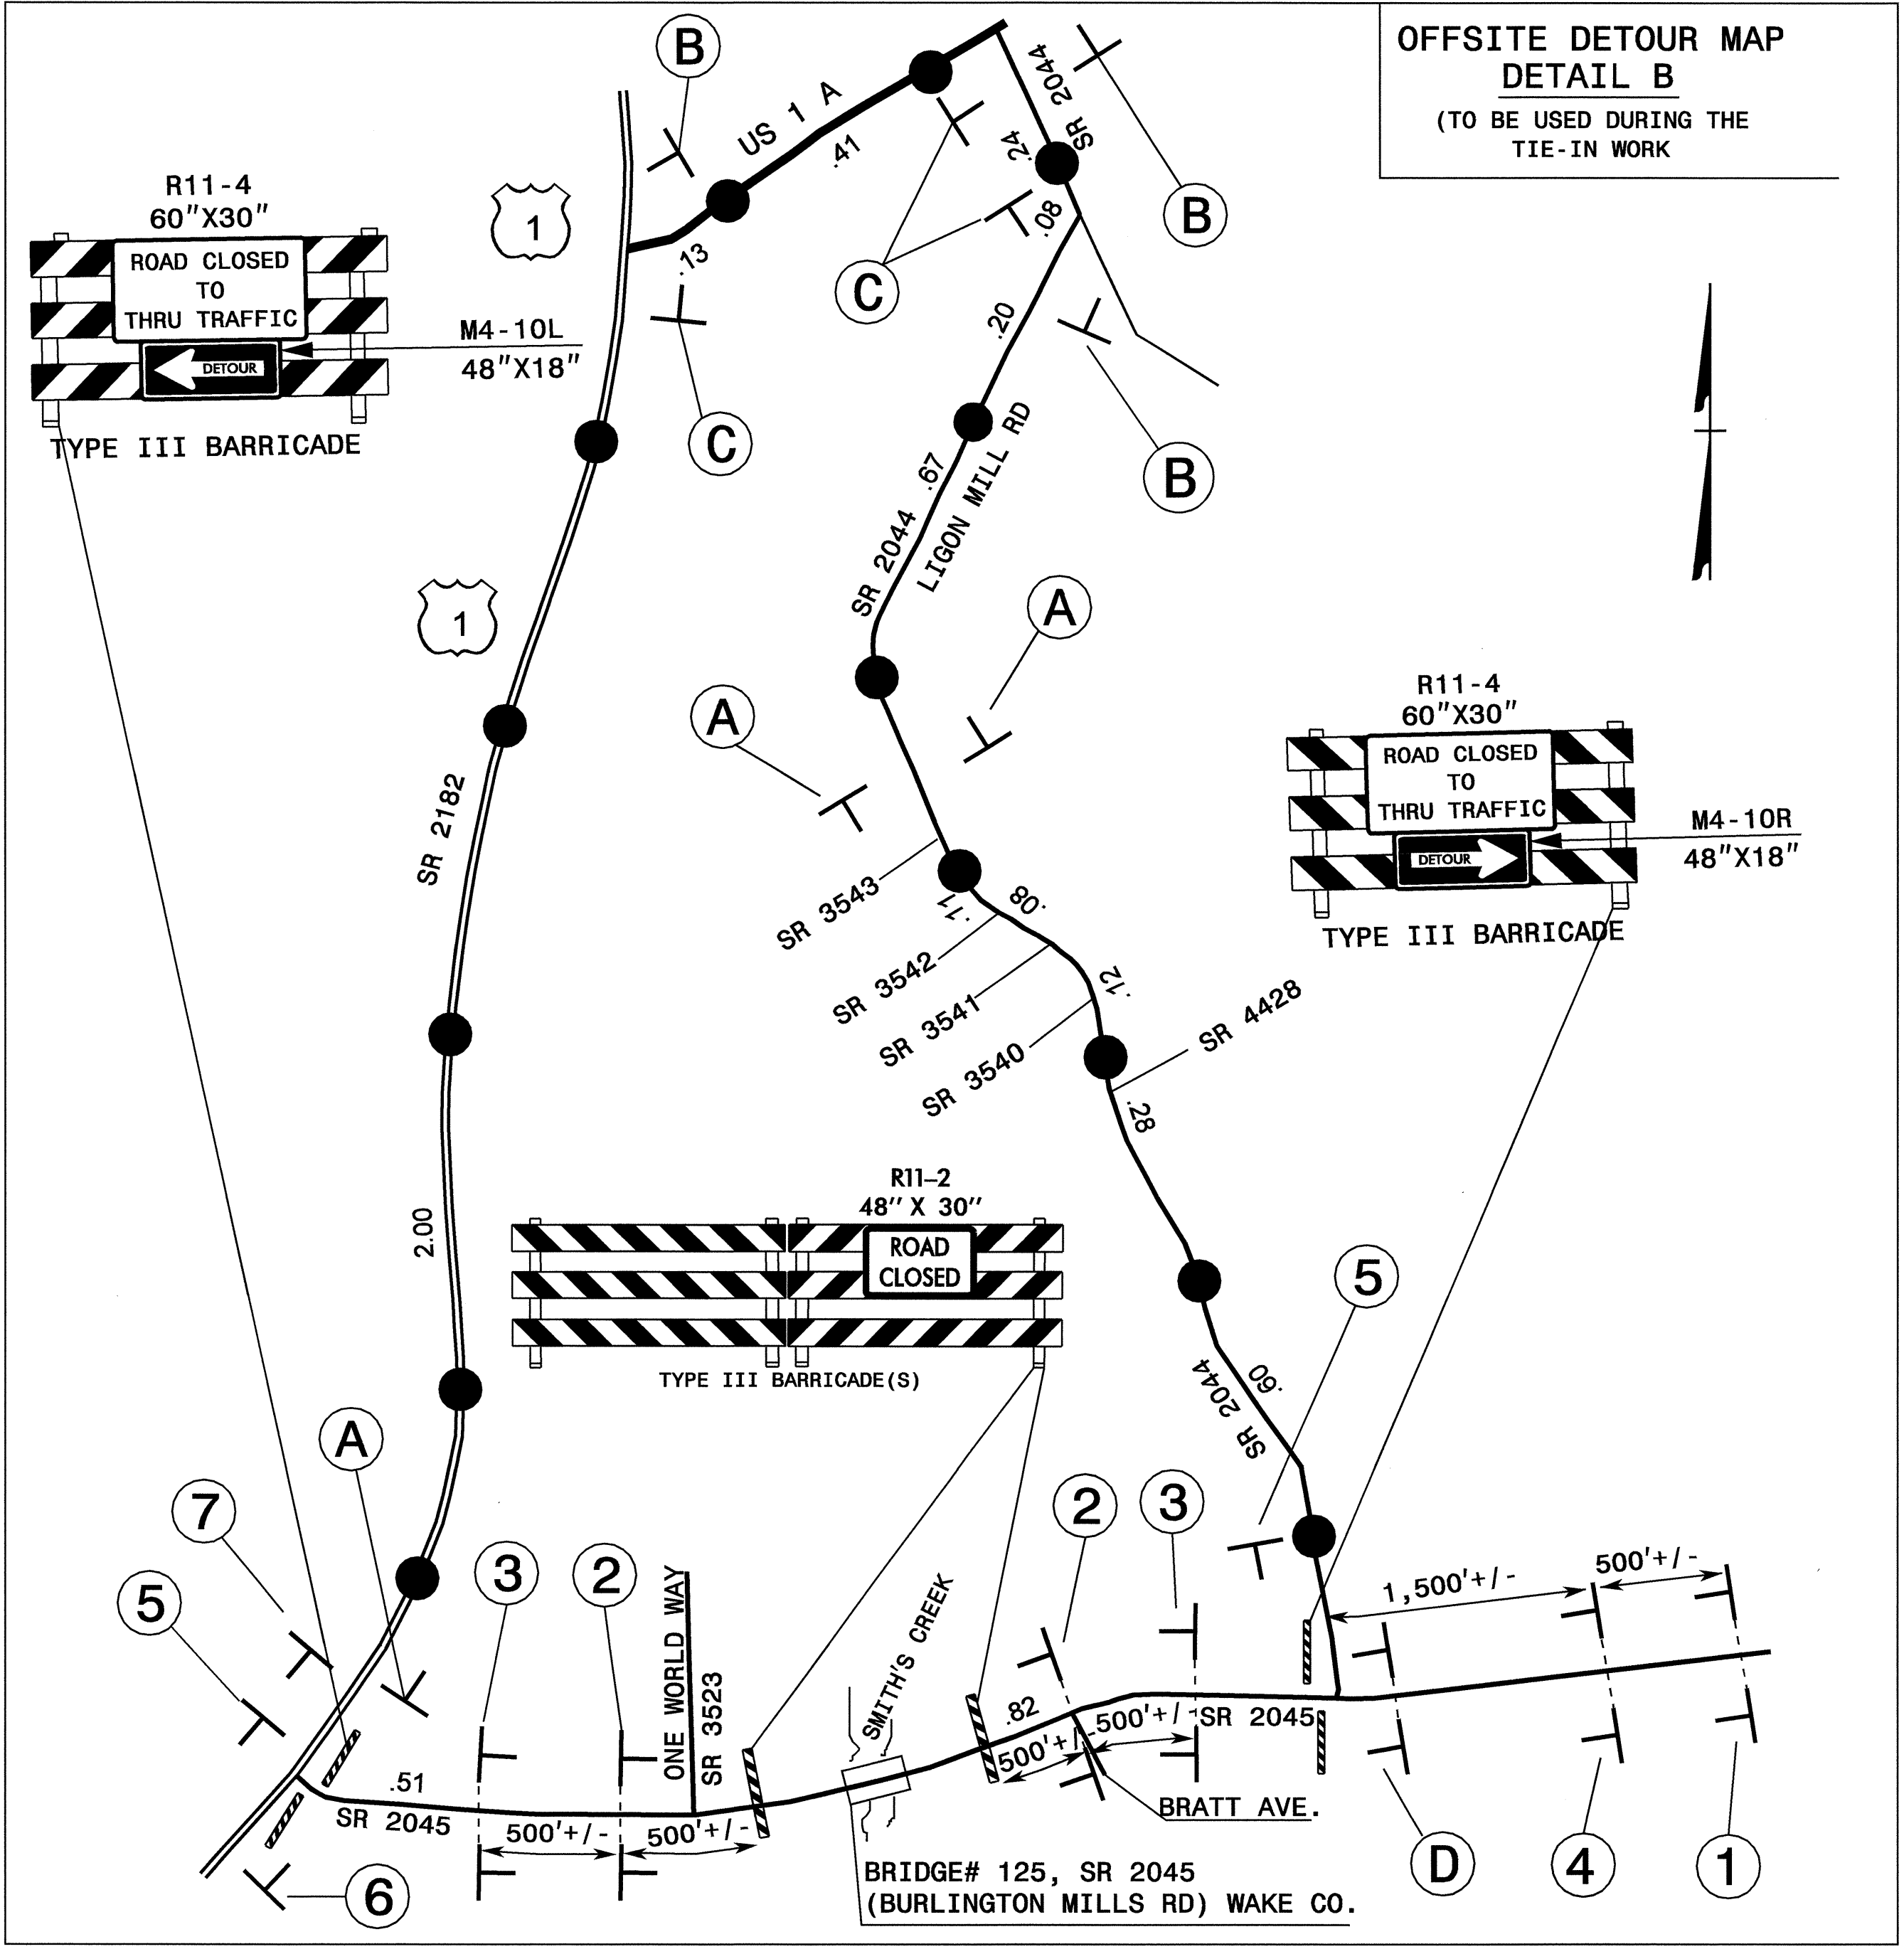 OFFSITE DETOUR MAP
DETAIL B
(TO BE USED DURING THE
TIE-IN WORK
B
SR 2044
US 1 A
.41
.24
R11-4
60"X30"
1
.13
.08
B
C
ROAD CLOSED
TO
THRU TRAFFIC
DETOUR
M4-10L
48"X18"
TYPE III BARRICADE
.20
C
B
LIGON MILL RD
SR 2044 .67
1
A
A
R11-4
60"X30"
ROAD CLOSED
TO
THRU TRAFFIC
DETOUR
M4-10R
48"X18"
TYPE III BARRICADE
SR 2182
SR 3543
.11
.08
SR 3542
SR 3541
.12
SR 3540
SR 4428
.28
2.00
R11-2
48" X 30"
ROAD
CLOSED
TYPE III BARRICADE(S)
5
.60
SR 2044
A
7
5
3
2
ONE WORLD WAY
SR 3523
SMITH'S CREEK
2
3
1,500'+/-
500'+/-
.82
500'+/-
500'+/-
SR 2045
.51
SR 2045
500'+/-
500'+/-
BRATT AVE.
6
BRIDGE# 125, SR 2045
(BURLINGTON MILLS RD) WAKE CO.
D
4
1